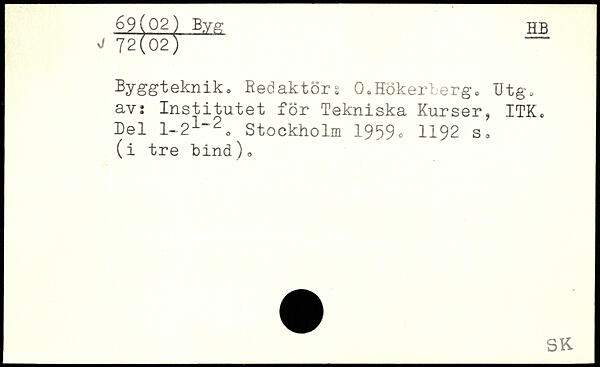 69(02) Byg HB
√ 72(02)
Byggteknik. Redaktör: O.Hökerberg. Utg.
av: Institutet för Tekniska Kurser, ITK.
Del 1-2¹⁻². Stockholm 1959. 1192 s.
(i tre bind).
SK